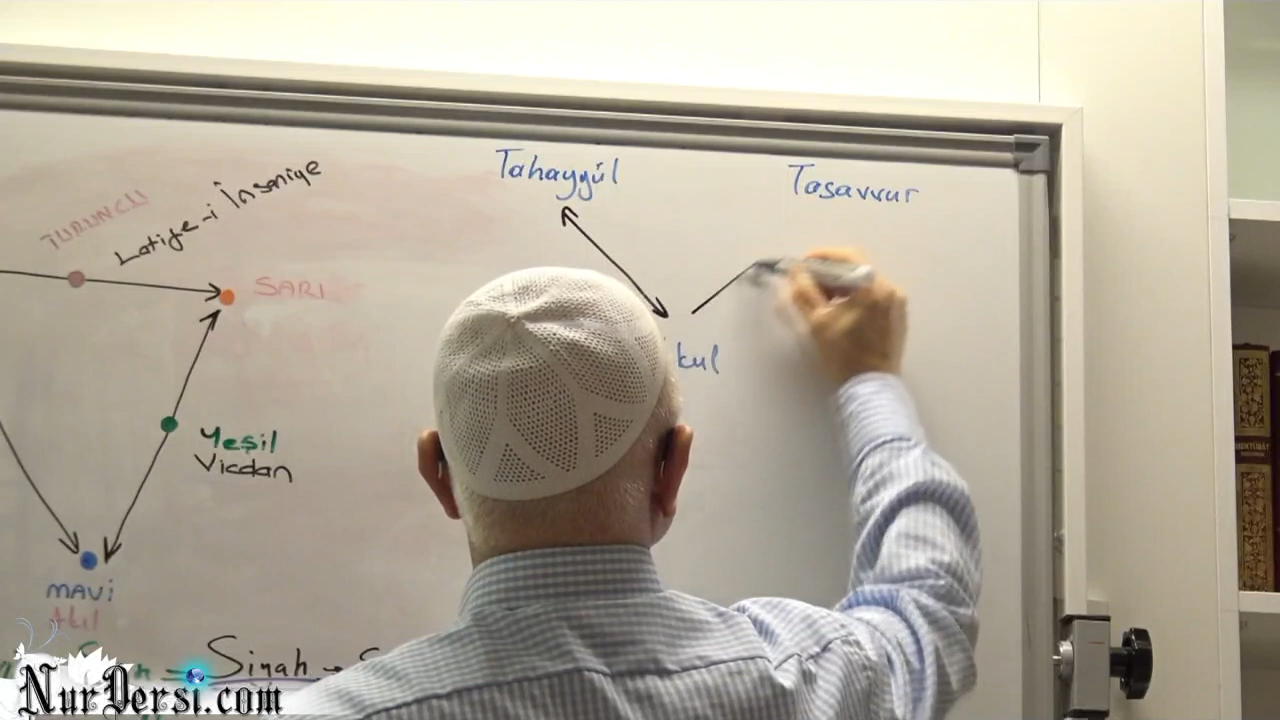 TURUNCU
Latife-i İnsaniye
SARI
Yeşil
Vicdan
MAVİ
Akıl
Tahayyül
Tasavvur
kul
Sinah
NurDersi.com